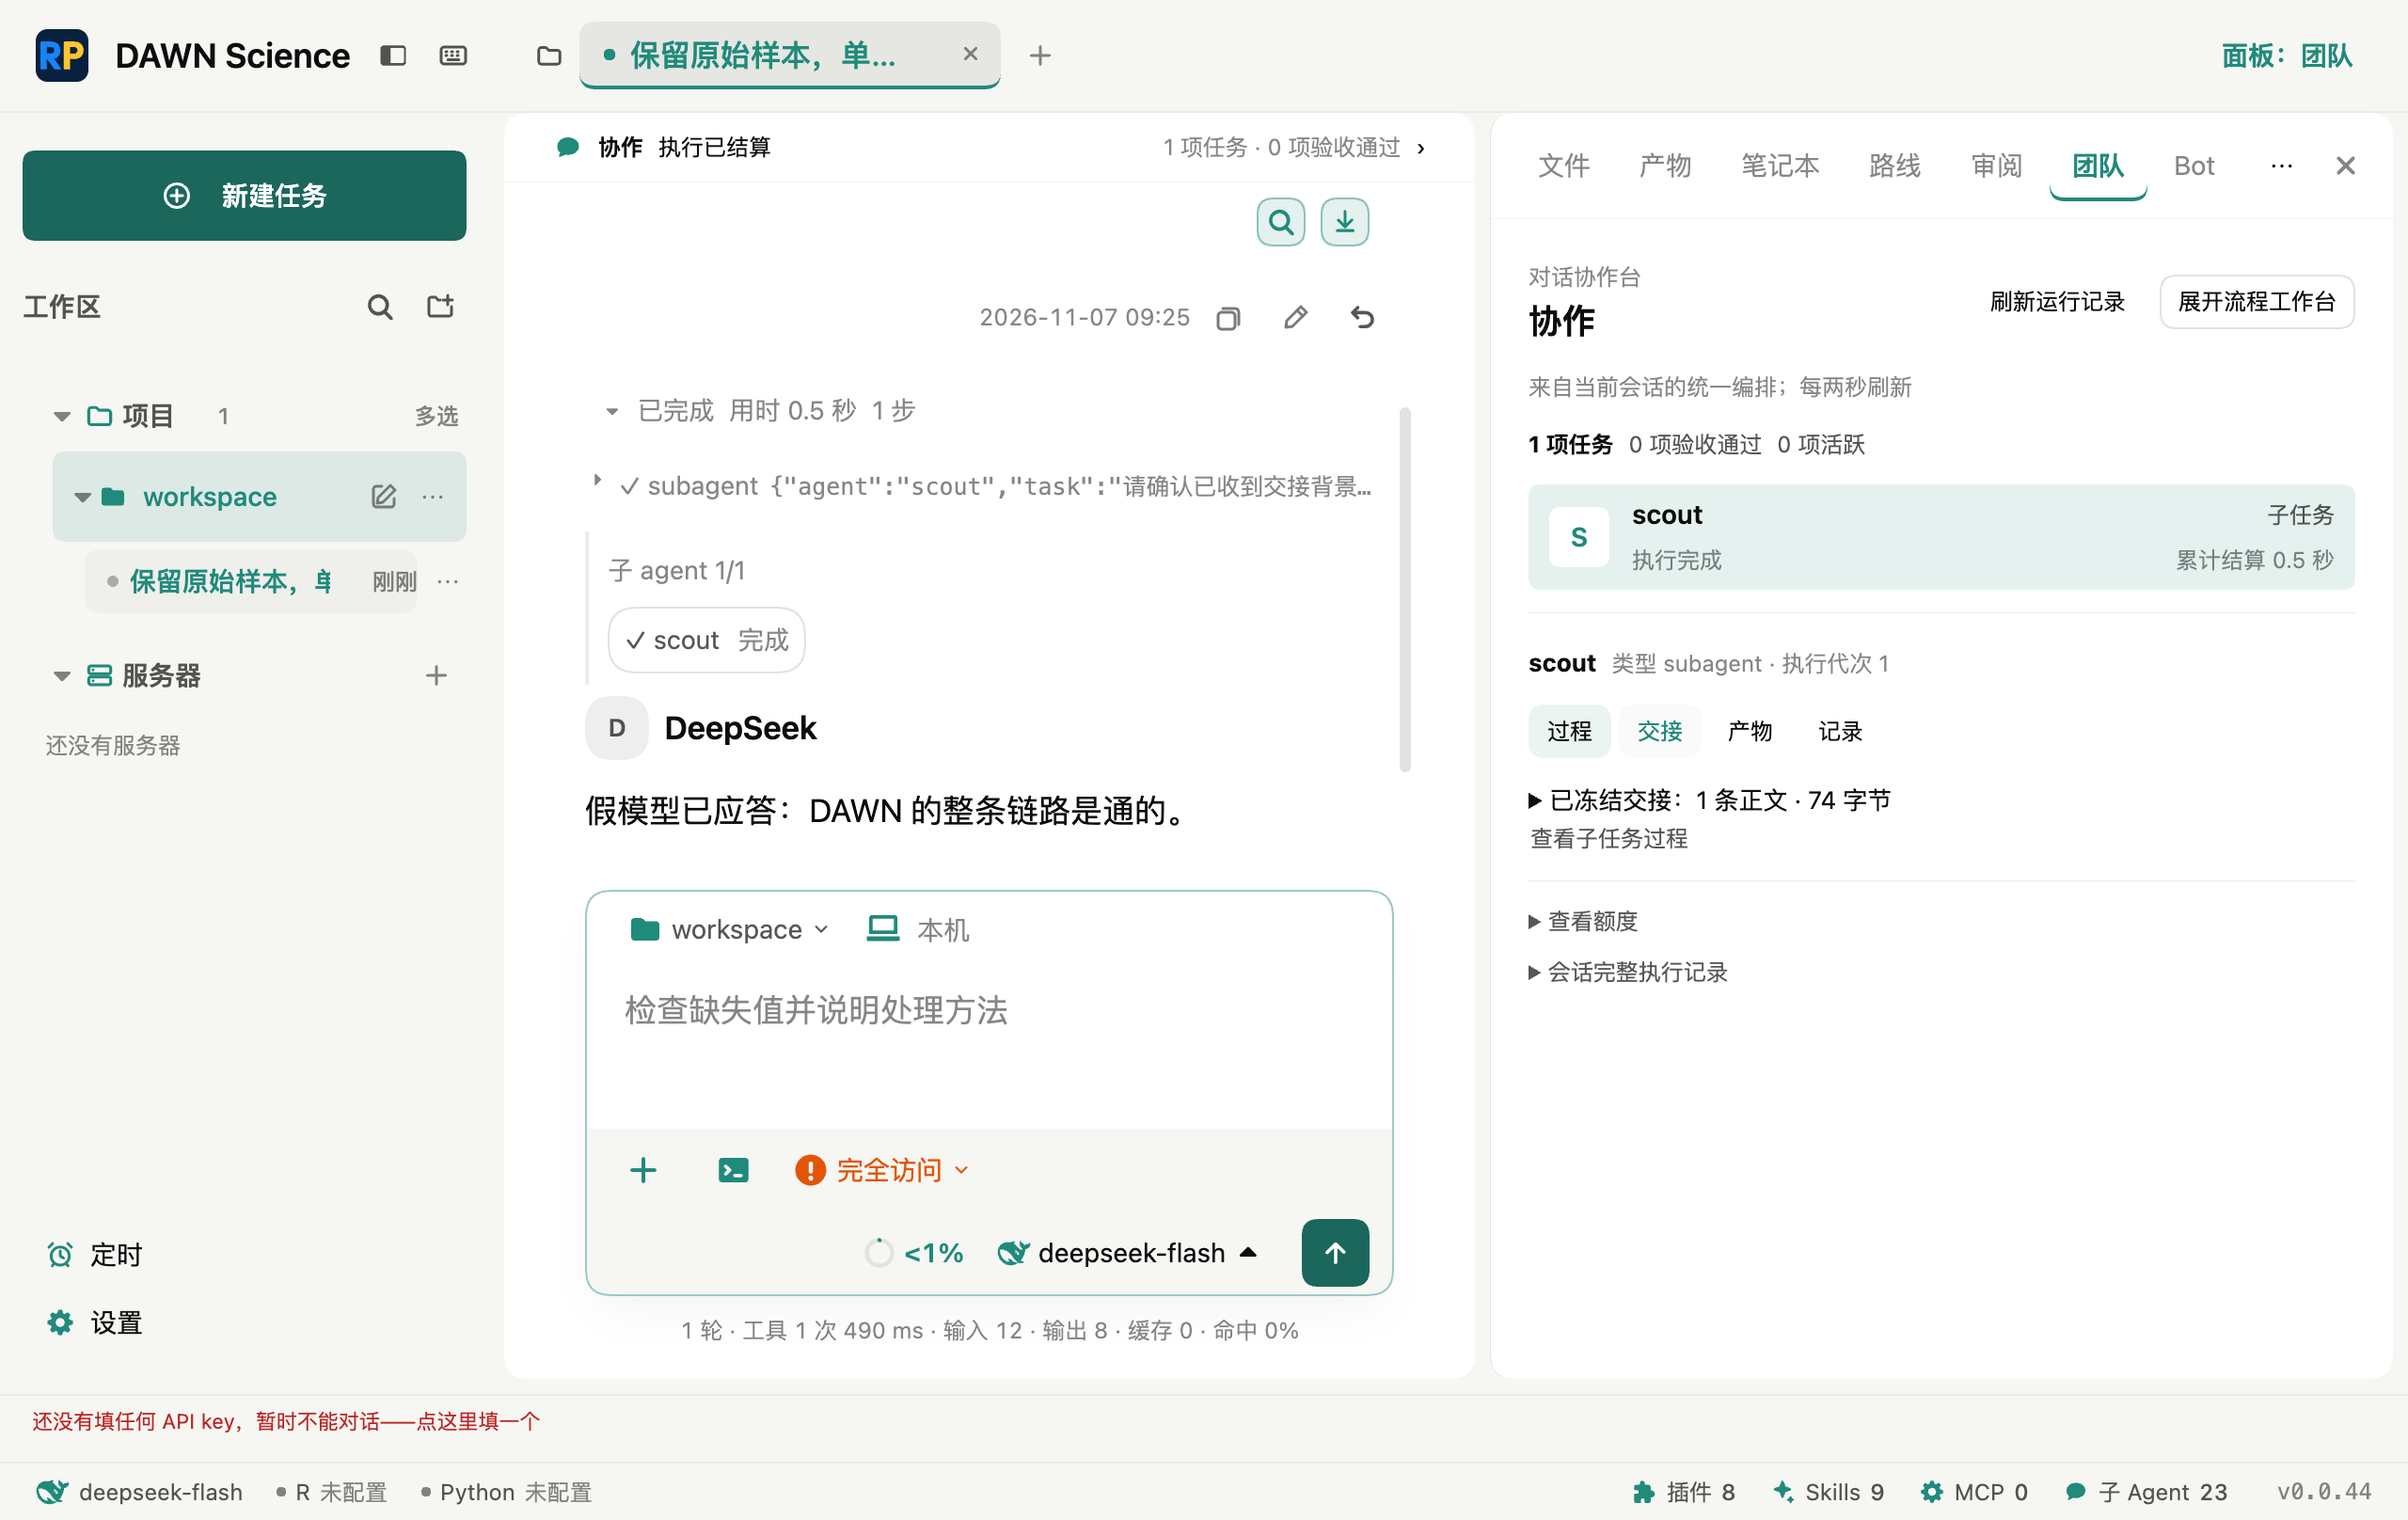 RP DAWN Science
保留原始样本，单...
面板：团队
新建任务
工作区
项目 1 多选
workspace
保留原始样本， 刚刚
服务器
还没有服务器
定时
设置
协作 执行已结算 1 项任务 · 0 项验收通过 ›
2026-11-07 09:25
已完成 用时 0.5 秒 1 步
subagent {"agent":"scout","task":"请确认已收到交接背景...
子 agent 1/1
scout 完成
D DeepSeek
假模型已应答：DAWN 的整条链路是通的。
workspace 本机
检查缺失值并说明处理方法
完全访问
<1% deepseek-flash
1 轮 · 工具 1 次 490 ms · 输入 12 · 输出 8 · 缓存 0 · 命中 0%
文件 产物 笔记本 路线 审阅 团队 Bot ...
对话协作台
协作
刷新运行记录 展开流程工作台
来自当前会话的统一编排；每两秒刷新
1 项任务 0 项验收通过 0 项活跃
S scout 子任务
执行完成 累计结算 0.5 秒
scout 类型 subagent · 执行代次 1
过程 交接 产物 记录
已冻结交接：1 条正文 · 74 字节
查看子任务过程
查看额度
会话完整执行记录
还没有填任何 API key，暂时不能对话——点这里填一个
deepseek-flash R 未配置 Python 未配置
插件 8 Skills 9 MCP 0 子 Agent 23 v0.0.44